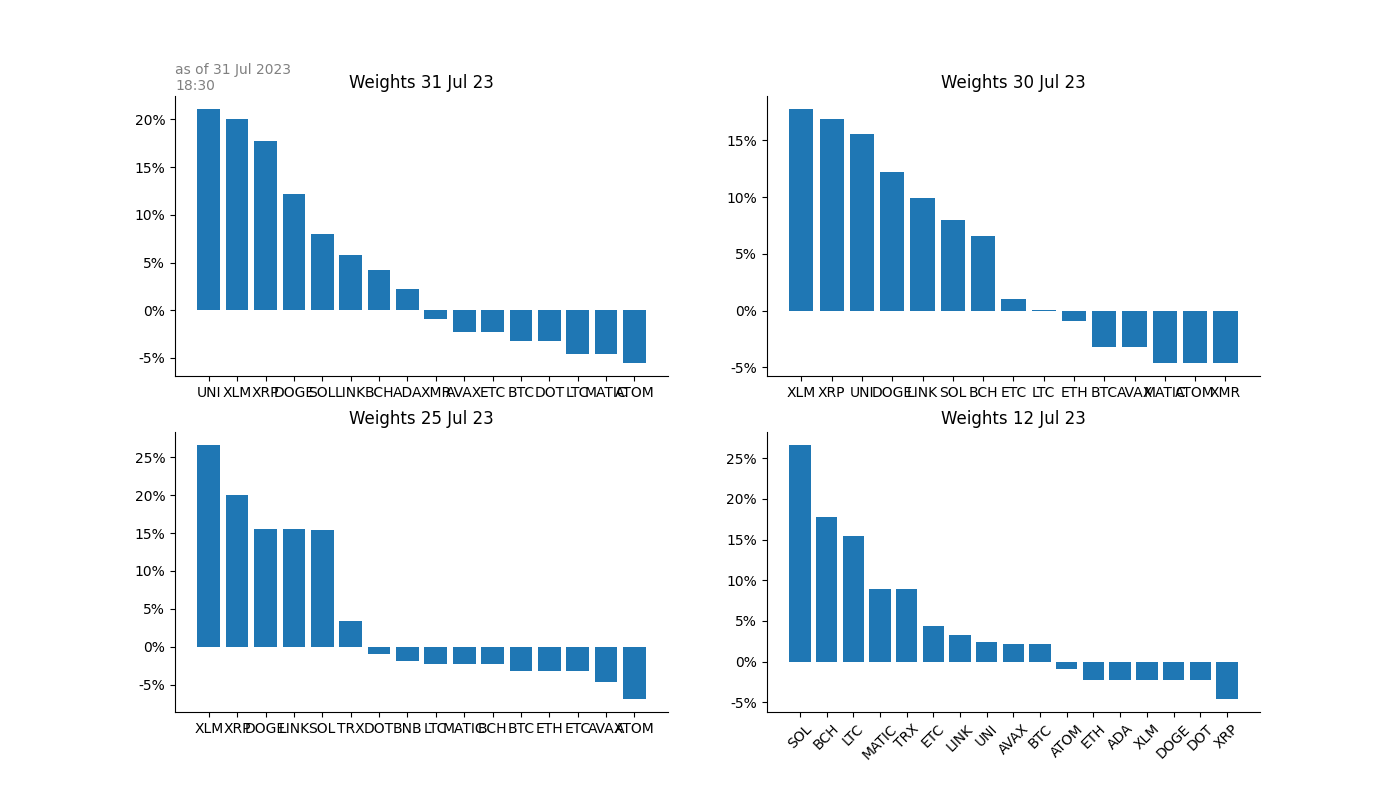 as of 31 Jul 2023
18:30
Weights 31 Jul 23
20%
15%
10%
5%
0%
-5%
UNI XLM XRP DOGE SOL LINK BCH ADA XMR AVAX ETC BTC DOT LTC MATIC ATOM
Weights 30 Jul 23
15%
10%
5%
0%
-5%
XLM XRP UNI DOGE LINK SOL BCH ETC LTC ETH BTC AVAX MATIC ATOM XMR
Weights 25 Jul 23
25%
20%
15%
10%
5%
0%
-5%
XLM XRP DOGE LINK SOL TRX DOT BNB LTC MATIC BCH BTC ETH ETC AVAX ATOM
Weights 12 Jul 23
25%
20%
15%
10%
5%
0%
-5%
SOL BCH LTC MATIC TRX ETC LINK UNI AVAX BTC ATOM ETH ADA XLM DOGE DOT XRP